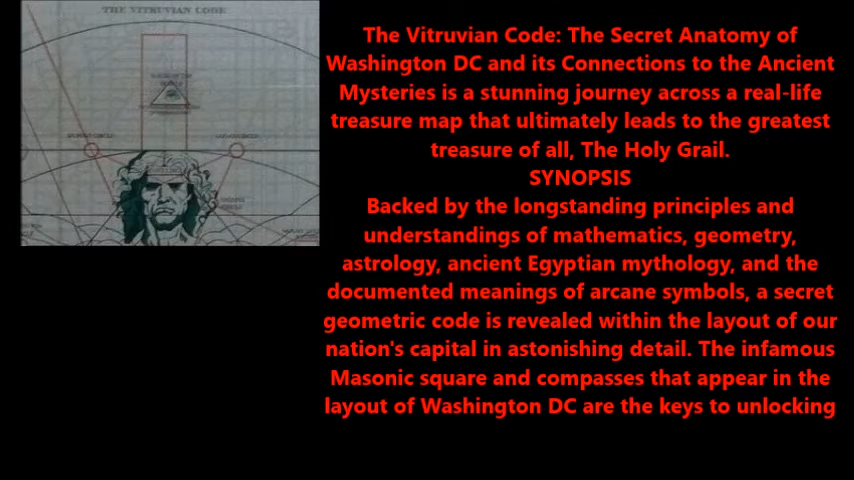 THE VITRUVIAN CODE
The Vitruvian Code: The Secret Anatomy of
Washington DC and its Connections to the Ancient
Mysteries is a stunning journey across a real-life
treasure map that ultimately leads to the greatest
treasure of all, The Holy Grail.
SYNOPSIS
Backed by the longstanding principles and
understandings of mathematics, geometry,
astrology, ancient Egyptian mythology, and the
documented meanings of arcane symbols, a secret
geometric code is revealed within the layout of our
nation's capital in astonishing detail. The infamous
Masonic square and compasses that appear in the
layout of Washington DC are the keys to unlocking